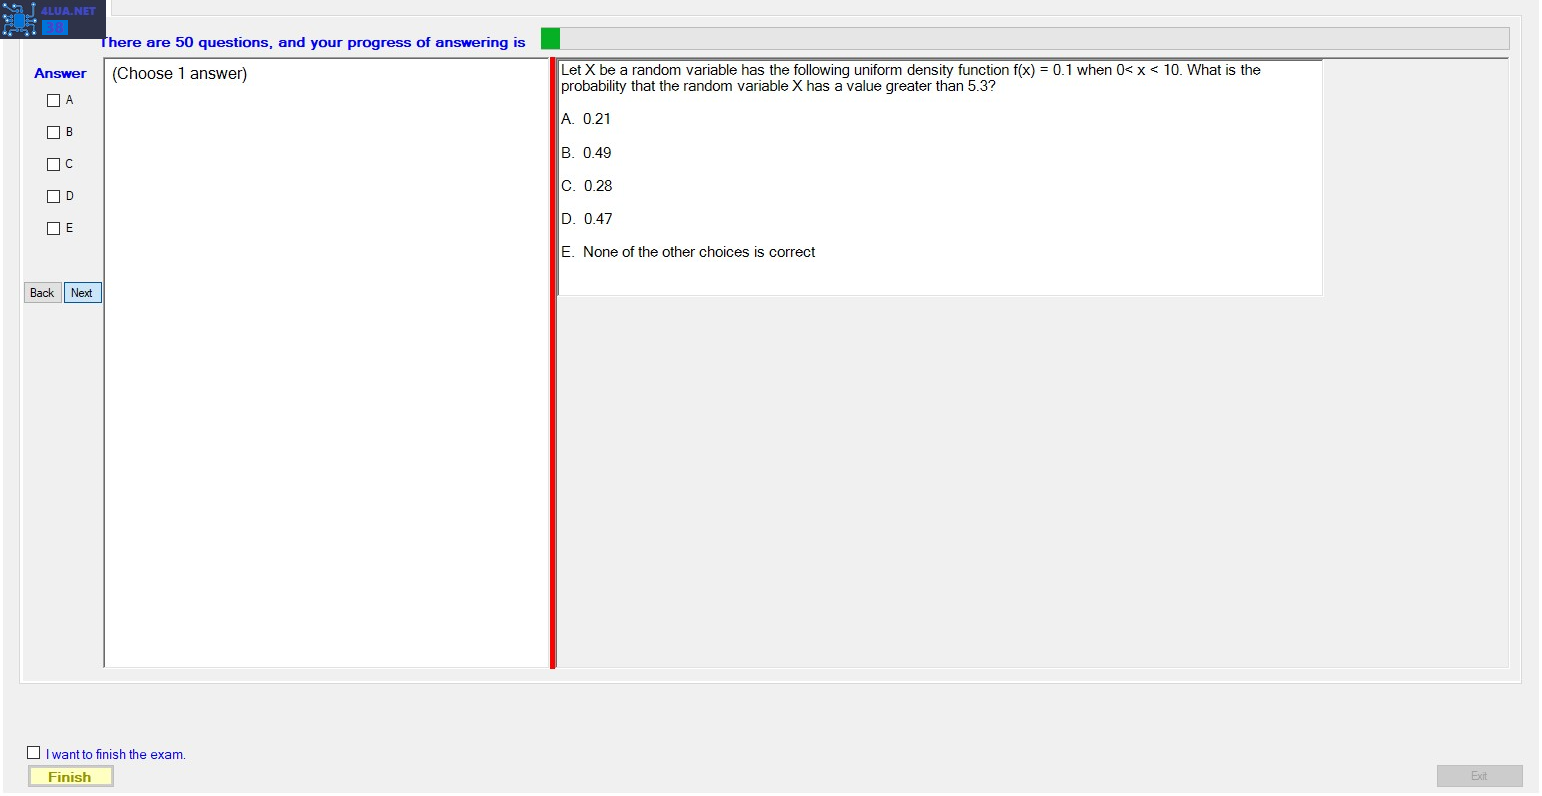 4LUA.NET
38
There are 50 questions, and your progress of answering is
Answer
(Choose 1 answer)
A
B
C
D
E
Back Next
Let X be a random variable has the following uniform density function f(x) = 0.1 when 0< x < 10. What is the
probability that the random variable X has a value greater than 5.3?
A. 0.21
B. 0.49
C. 0.28
D. 0.47
E. None of the other choices is correct
I want to finish the exam.
Finish
Exit